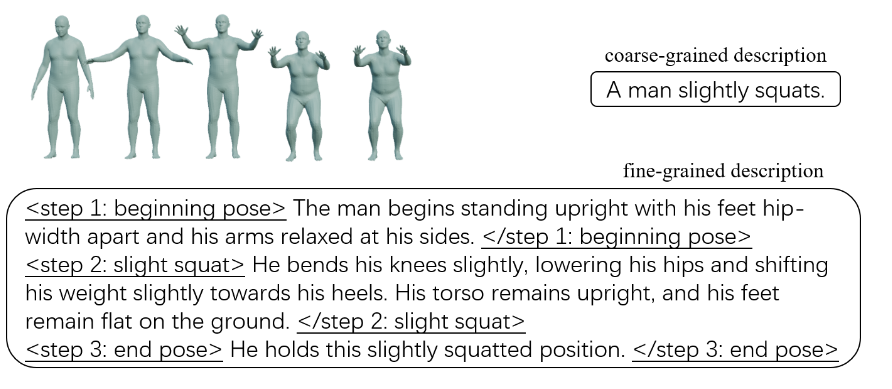 coarse-grained description
A man slightly squats.
fine-grained description
<step 1: beginning pose> The man begins standing upright with his feet hip-
width apart and his arms relaxed at his sides. </step 1: beginning pose>
<step 2: slight squat> He bends his knees slightly, lowering his hips and shifting
his weight slightly towards his heels. His torso remains upright, and his feet
remain flat on the ground. </step 2: slight squat>
<step 3: end pose> He holds this slightly squatted position. </step 3: end pose>